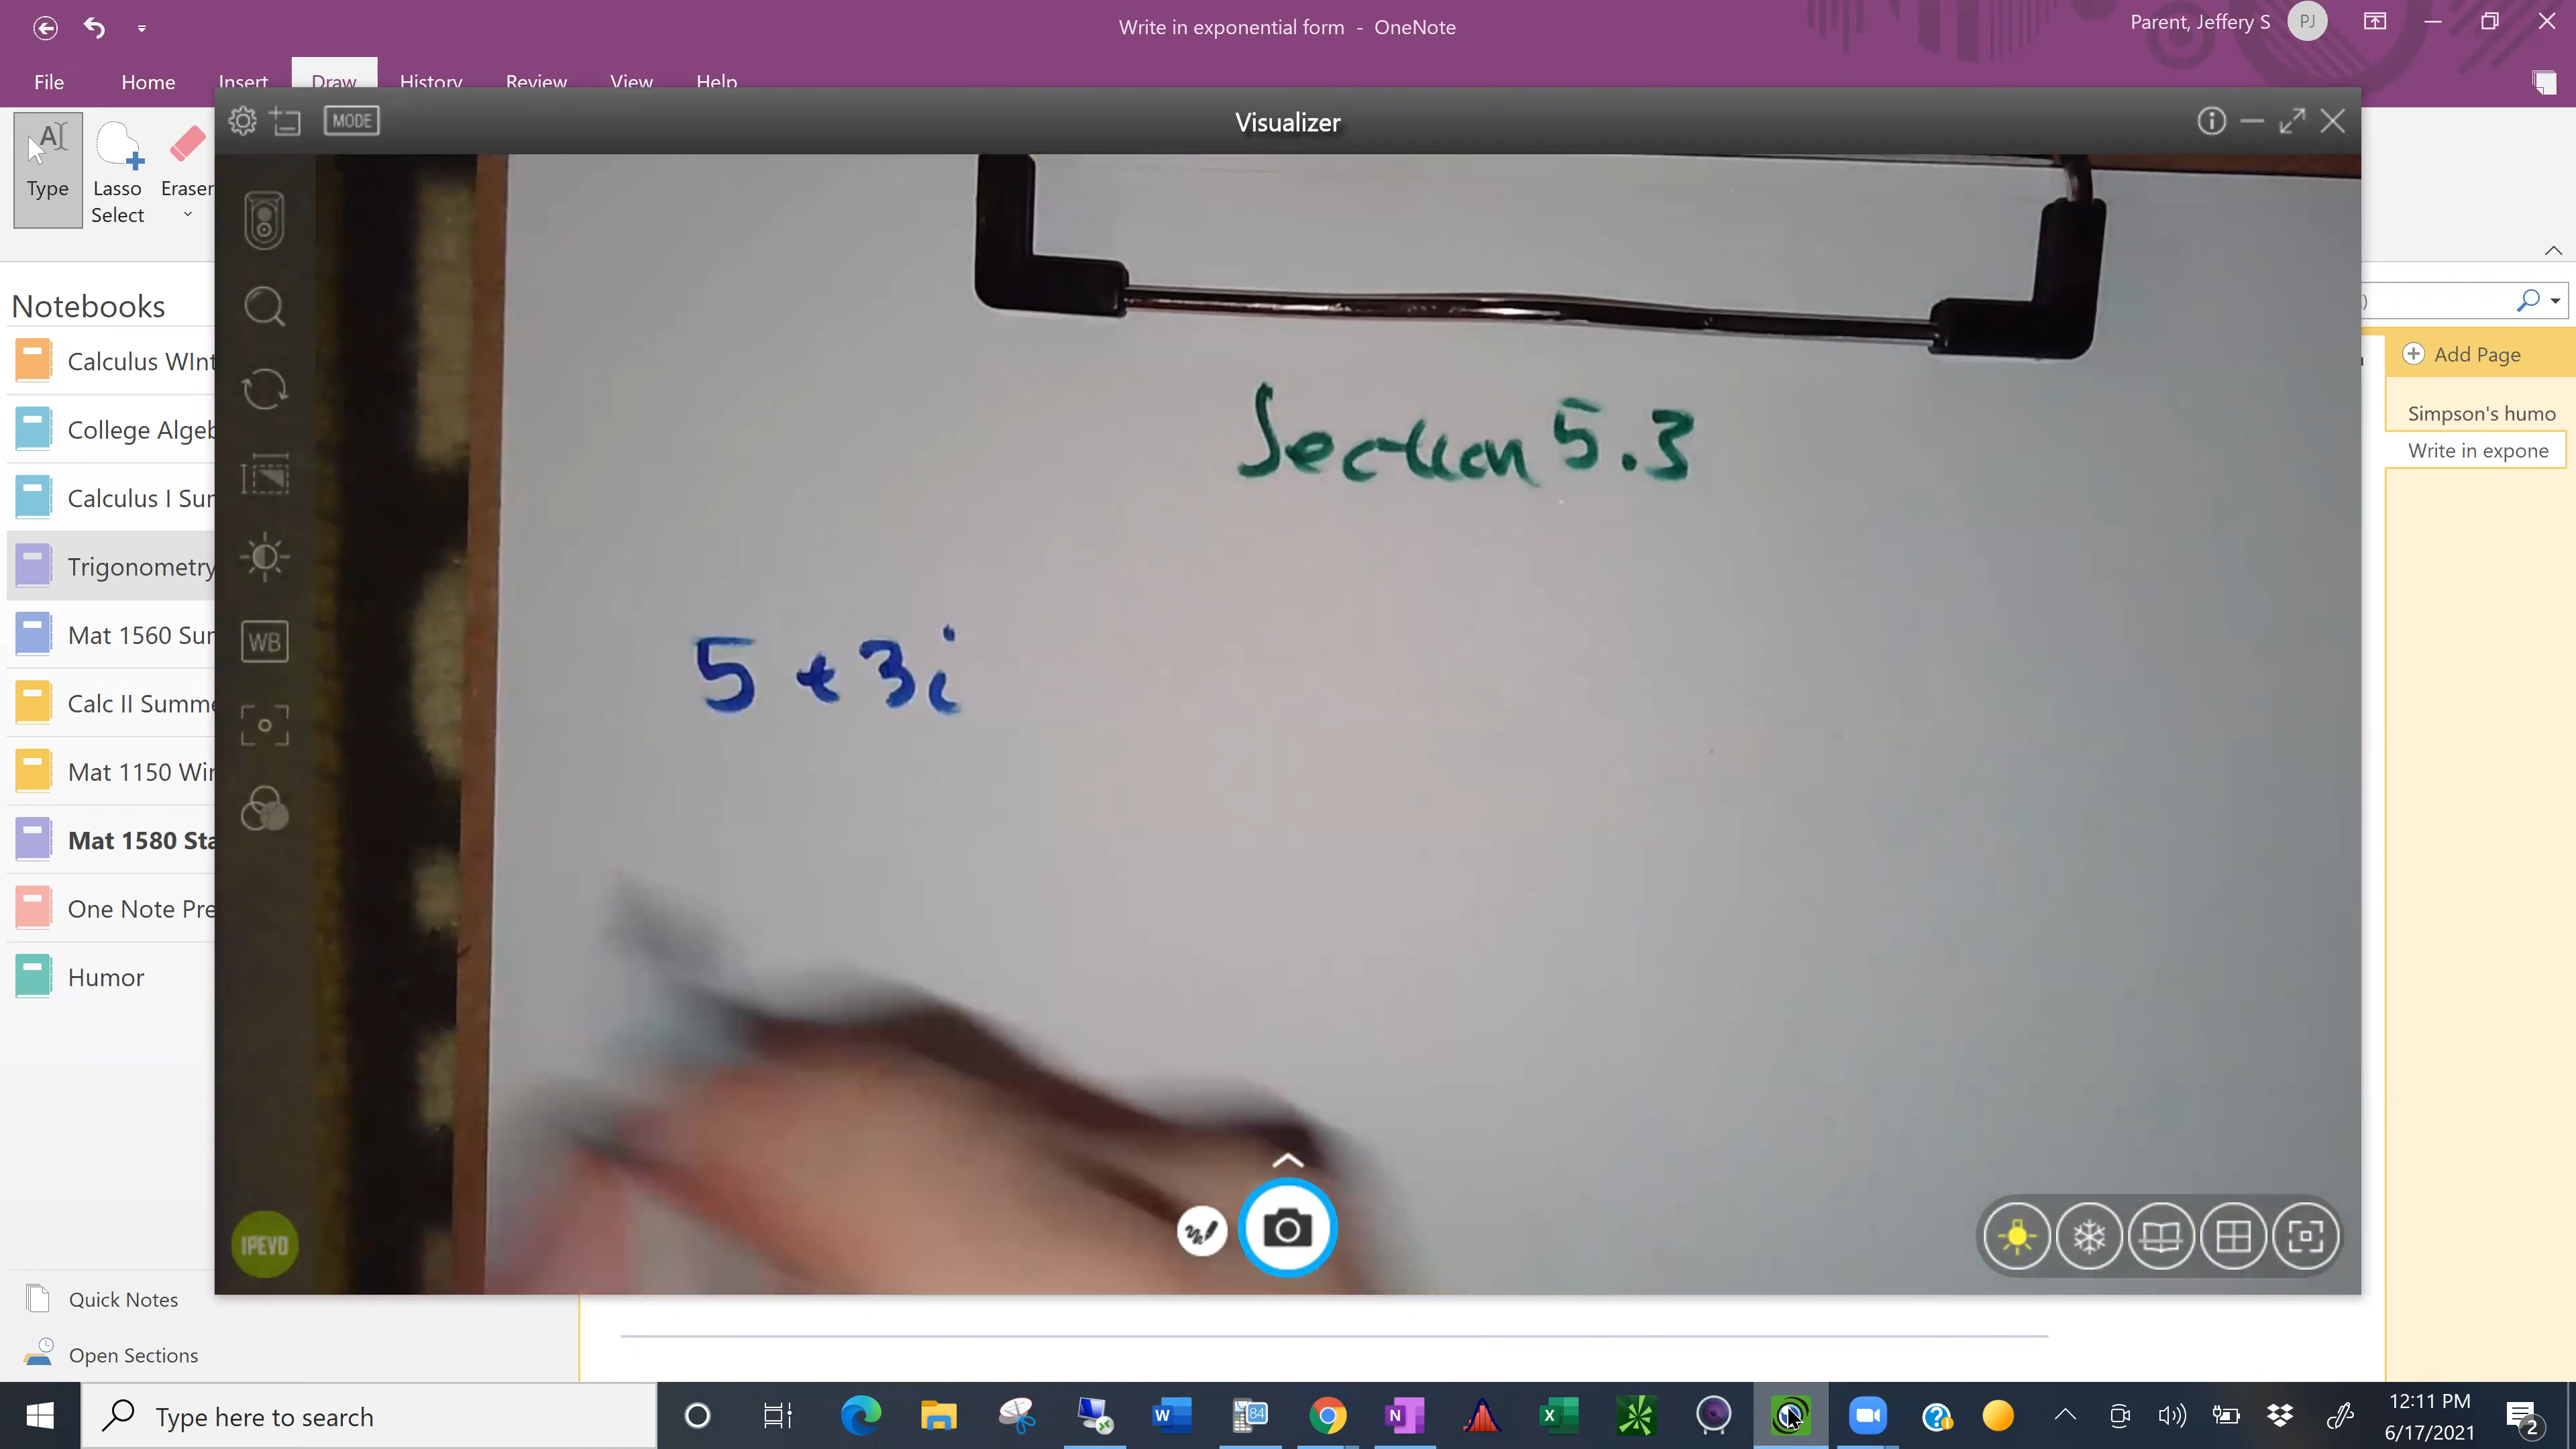 Write in exponential form - OneNote
Parent, Jeffery S
PJ
File Home Insert Draw History Review View Help
MODE
Visualizer
Type
Lasso Select
Eraser
Notebooks
Calculus WInt
College Algeb
Calculus I Sur
Trigonometry
Mat 1560 Sur
Calc II Summe
Mat 1150 Wir
Mat 1580 Sta
One Note Pre
Humor
Quick Notes
Open Sections
WB
IPEVO
Section 5.3
5 + 3i
Add Page
Simpson's humo
Write in expone
Type here to search
84
12:11 PM
6/17/2021
2